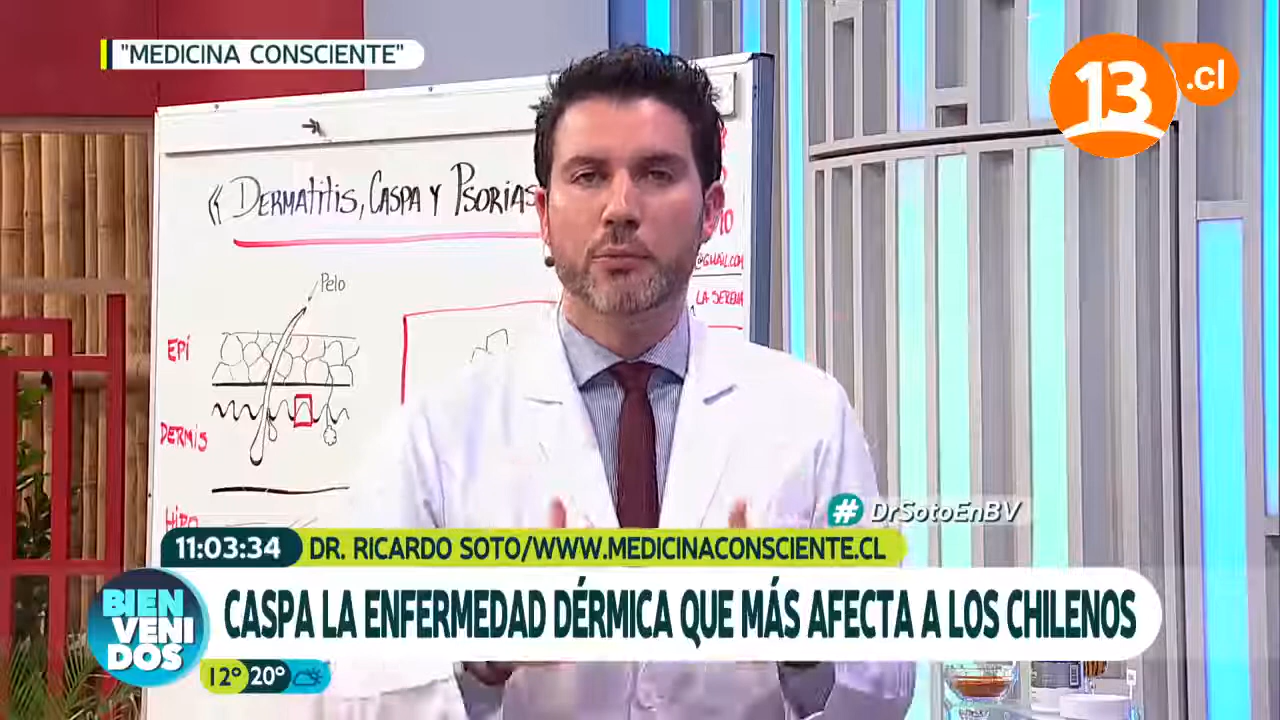 "MEDICINA CONSCIENTE"
13.cl
DERMATITIS, CASPA Y PSORIAS
Pelo
@GMAIL.COM
LA SERENA
EPÍ
DERMIS
HIPO
#DrSotoEnBV
11:03:34 DR. RICARDO SOTO/WWW.MEDICINACONSCIENTE.CL
BIEN
VENI
DOS
CASPA LA ENFERMEDAD DÉRMICA QUE MÁS AFECTA A LOS CHILENOS
12° 20°